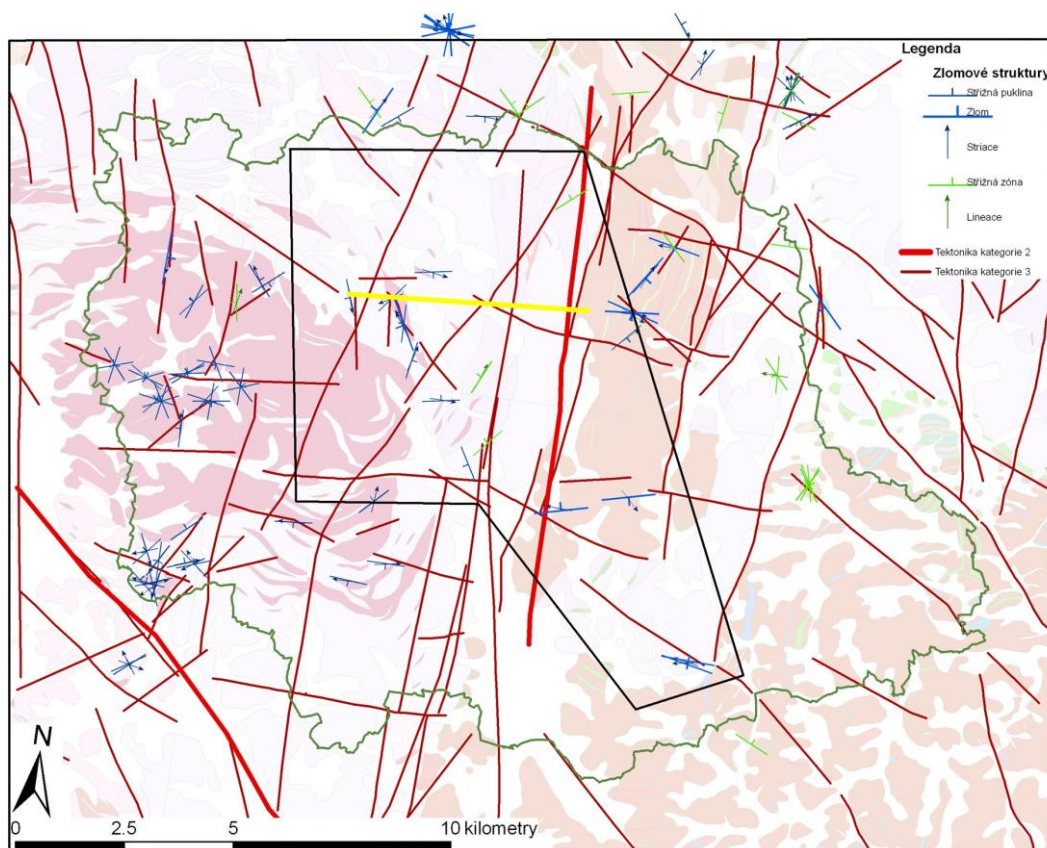 Legenda
Zlomové struktury
Střižná puklina
Zlom
Striace
Střižná zóna
Lineace
Tektonika kategorie 2
Tektonika kategorie 3
N
0 2.5 5 10 kilometry